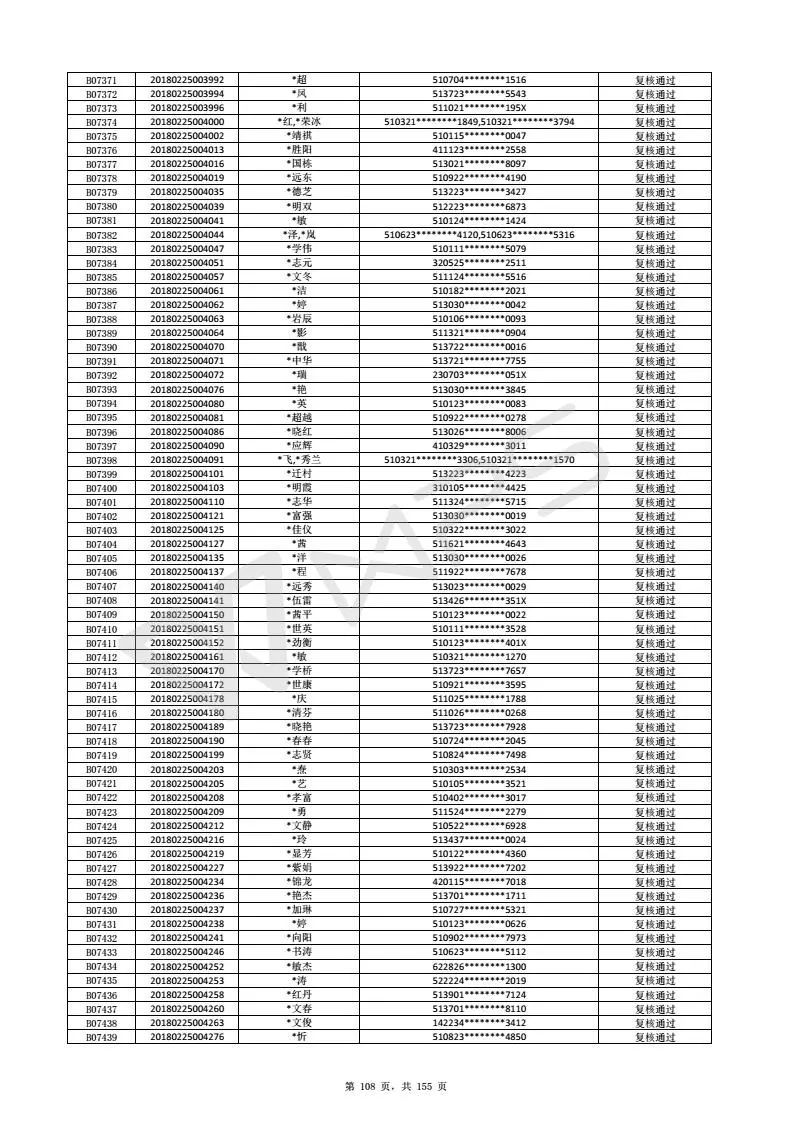 B07371 20180225003992 *超 510704********1516 复核通过
B07372 20180225003994 *凤 513723********5543 复核通过
B07373 20180225003996 *利 511021********195X 复核通过
B07374 20180225004000 *红,*荣冰 510321********1849,510321********3794 复核通过
B07375 20180225004002 *靖祺 510115********0047 复核通过
B07376 20180225004013 *胜阳 411123********2558 复核通过
B07377 20180225004016 *国栋 513021********8097 复核通过
B07378 20180225004019 *远东 510922********4190 复核通过
B07379 20180225004035 *德芝 513223********3427 复核通过
B07380 20180225004039 *明双 512223********6873 复核通过
B07381 20180225004041 *敏 510124********1424 复核通过
B07382 20180225004044 *泽,*岚 510623********4120,510623********5316 复核通过
B07383 20180225004047 *学伟 510111********5079 复核通过
B07384 20180225004051 *志元 320525********2511 复核通过
B07385 20180225004057 *文冬 511124********5516 复核通过
B07386 20180225004061 *洁 510182********2021 复核通过
B07387 20180225004062 *婷 513030********0042 复核通过
B07388 20180225004063 *岩辰 510106********0093 复核通过
B07389 20180225004064 *影 511321********0904 复核通过
B07390 20180225004070 *戬 513722********0016 复核通过
B07391 20180225004071 *中华 513721********7755 复核通过
B07392 20180225004072 *瑞 230703********051X 复核通过
B07393 20180225004076 *艳 513030********3845 复核通过
B07394 20180225004080 *英 510123********0083 复核通过
B07395 20180225004081 *超越 510922********0278 复核通过
B07396 20180225004086 *晓红 513026********8006 复核通过
B07397 20180225004090 *应辉 410329********3011 复核通过
B07398 20180225004091 *飞,*秀兰 510321********3306,510321********1570 复核通过
B07399 20180225004101 *迁村 513223********4223 复核通过
B07400 20180225004103 *明霞 310105********4425 复核通过
B07401 20180225004110 *志华 511324********5715 复核通过
B07402 20180225004121 *富强 513030********0019 复核通过
B07403 20180225004125 *佳仪 510322********3022 复核通过
B07404 20180225004127 *茜 511621********4643 复核通过
B07405 20180225004135 *洋 513030********0026 复核通过
B07406 20180225004137 *程 511922********7678 复核通过
B07407 20180225004140 *远秀 513023********0029 复核通过
B07408 20180225004141 *伍雷 513426********351X 复核通过
B07409 20180225004150 *茜平 510123********0022 复核通过
B07410 20180225004151 *世英 510111********3528 复核通过
B07411 20180225004152 *劲衡 510123********401X 复核通过
B07412 20180225004161 *敏 510321********1270 复核通过
B07413 20180225004170 *学桥 513723********7657 复核通过
B07414 20180225004172 *世康 510921********3595 复核通过
B07415 20180225004178 *庆 511025********1788 复核通过
B07416 20180225004180 *清芬 511026********0268 复核通过
B07417 20180225004189 *晓艳 513723********7928 复核通过
B07418 20180225004190 *春春 510724********2045 复核通过
B07419 20180225004199 *志贤 510824********7498 复核通过
B07420 20180225004203 *焘 510303********2534 复核通过
B07421 20180225004205 *艺 510105********3521 复核通过
B07422 20180225004208 *孝富 510402********3017 复核通过
B07423 20180225004209 *勇 511524********2279 复核通过
B07424 20180225004212 *文静 510522********6928 复核通过
B07425 20180225004216 *玲 513437********0024 复核通过
B07426 20180225004219 *显芳 510122********4360 复核通过
B07427 20180225004227 *紫娟 513922********7202 复核通过
B07428 20180225004234 *锦龙 420115********7018 复核通过
B07429 20180225004236 *艳杰 513701********1711 复核通过
B07430 20180225004237 *加琳 510727********5321 复核通过
B07431 20180225004238 *婷 510123********0626 复核通过
B07432 20180225004241 *向阳 510902********7973 复核通过
B07433 20180225004246 *书涛 510623********5112 复核通过
B07434 20180225004252 *敏杰 622826********1300 复核通过
B07435 20180225004253 *涛 522224********2019 复核通过
B07436 20180225004258 *红丹 513901********7124 复核通过
B07437 20180225004260 *文春 513701********8110 复核通过
B07438 20180225004263 *文俊 142234********3412 复核通过
B07439 20180225004276 *忻 510823********4850 复核通过
WPS
第 108 页，共 155 页